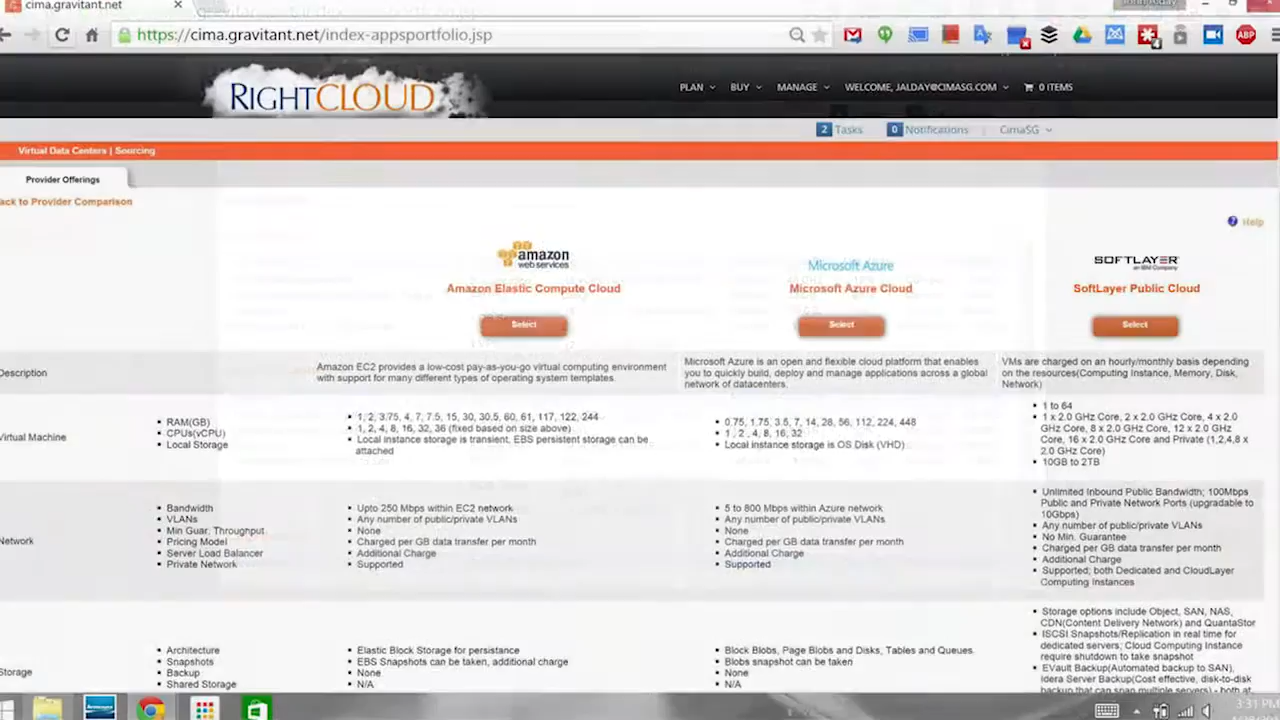 cima.gravitant.net
https://cima.gravitant.net/index-appsportfolio.jsp
RIGHTCLOUD
PLAN BUY MANAGE WELCOME, JALDAY@CIMASG.COM 0 ITEMS
2 Tasks 0 Notifications CimaSG
Virtual Data Centers | Sourcing
Provider Offerings
ack to Provider Comparison
Help
amazon
web services
Microsoft Azure
SOFTLAYER
an IBM Company
Amazon Elastic Compute Cloud
Microsoft Azure Cloud
SoftLayer Public Cloud
Select
Select
Select
Description
Amazon EC2 provides a low-cost pay-as-you-go virtual computing environment
with support for many different types of operating system templates.
Microsoft Azure is an open and flexible cloud platform that enables
you to quickly build, deploy and manage applications across a global
network of datacenters.
VMs are charged on an hourly/monthly basis depending
on the resources(Computing Instance, Memory, Disk,
Network)
Virtual Machine
RAM(GB)
CPUs(vCPU)
Local Storage
1, 2, 3.75, 4, 7, 7.5, 15, 30, 30.5, 60, 61, 117, 122, 244
1, 2, 4, 8, 16, 32, 36 (fixed based on size above)
Local instance storage is transient, EBS persistent storage can be
attached
0.75, 1.75, 3.5, 7, 14, 28, 56, 112, 224, 448
1 , 2 , 4, 8, 16, 32
Local instance storage is OS Disk (VHD)
1 to 64
1 x 2.0 GHz Core, 2 x 2.0 GHz Core, 4 x 2.0
GHz Core, 8 x 2.0 GHz Core, 12 x 2.0 GHz
Core, 16 x 2.0 GHz Core and Private (1,2,4,8 x
2.0 GHz Core)
10GB to 2TB
Network
Bandwidth
VLANs
Min Guar. Throughput
Pricing Model
Server Load Balancer
Private Network
Upto 250 Mbps within EC2 network
Any number of public/private VLANs
None
Charged per GB data transfer per month
Additional Charge
Supported
5 to 800 Mbps within Azure network
Any number of public/private VLANs
None
Charged per GB data transfer per month
Additional Charge
Supported
Unlimited Inbound Public Bandwidth; 100Mbps
Public and Private Network Ports (upgradable to
10Gbps)
Any number of public/private VLANs
No Min. Guarantee
Charged per GB data transfer per month
Additional Charge
Supported; both Dedicated and CloudLayer
Computing Instances
Storage
Architecture
Snapshots
Backup
Shared Storage
Elastic Block Storage for persistance
EBS Snapshots can be taken, additional charge
None
N/A
Block Blobs, Page Blobs and Disks, Tables and Queues.
Blobs snapshot can be taken
None
N/A
Storage options include Object, SAN, NAS,
CDN(Content Delivery Network) and QuantaStor
ISCSI Snapshots/Replication in real time for
dedicated servers; Cloud Computing Instance
require shutdown to take snapshot
EVault Backup(Automated backup to SAN),
Idera Server Backup(Cost effective, disk-to-disk
backup that can span multiple servers) - both at
3:31 PM